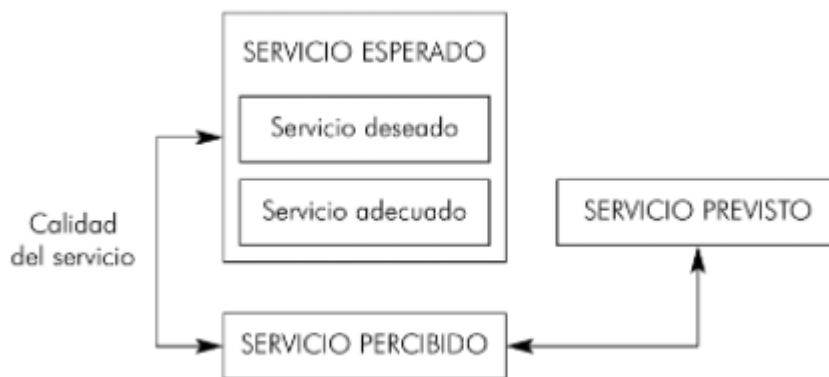 SERVICIO ESPERADO
Servicio deseado
Servicio adecuado
SERVICIO PREVISTO
Calidad
del servicio
SERVICIO PERCIBIDO